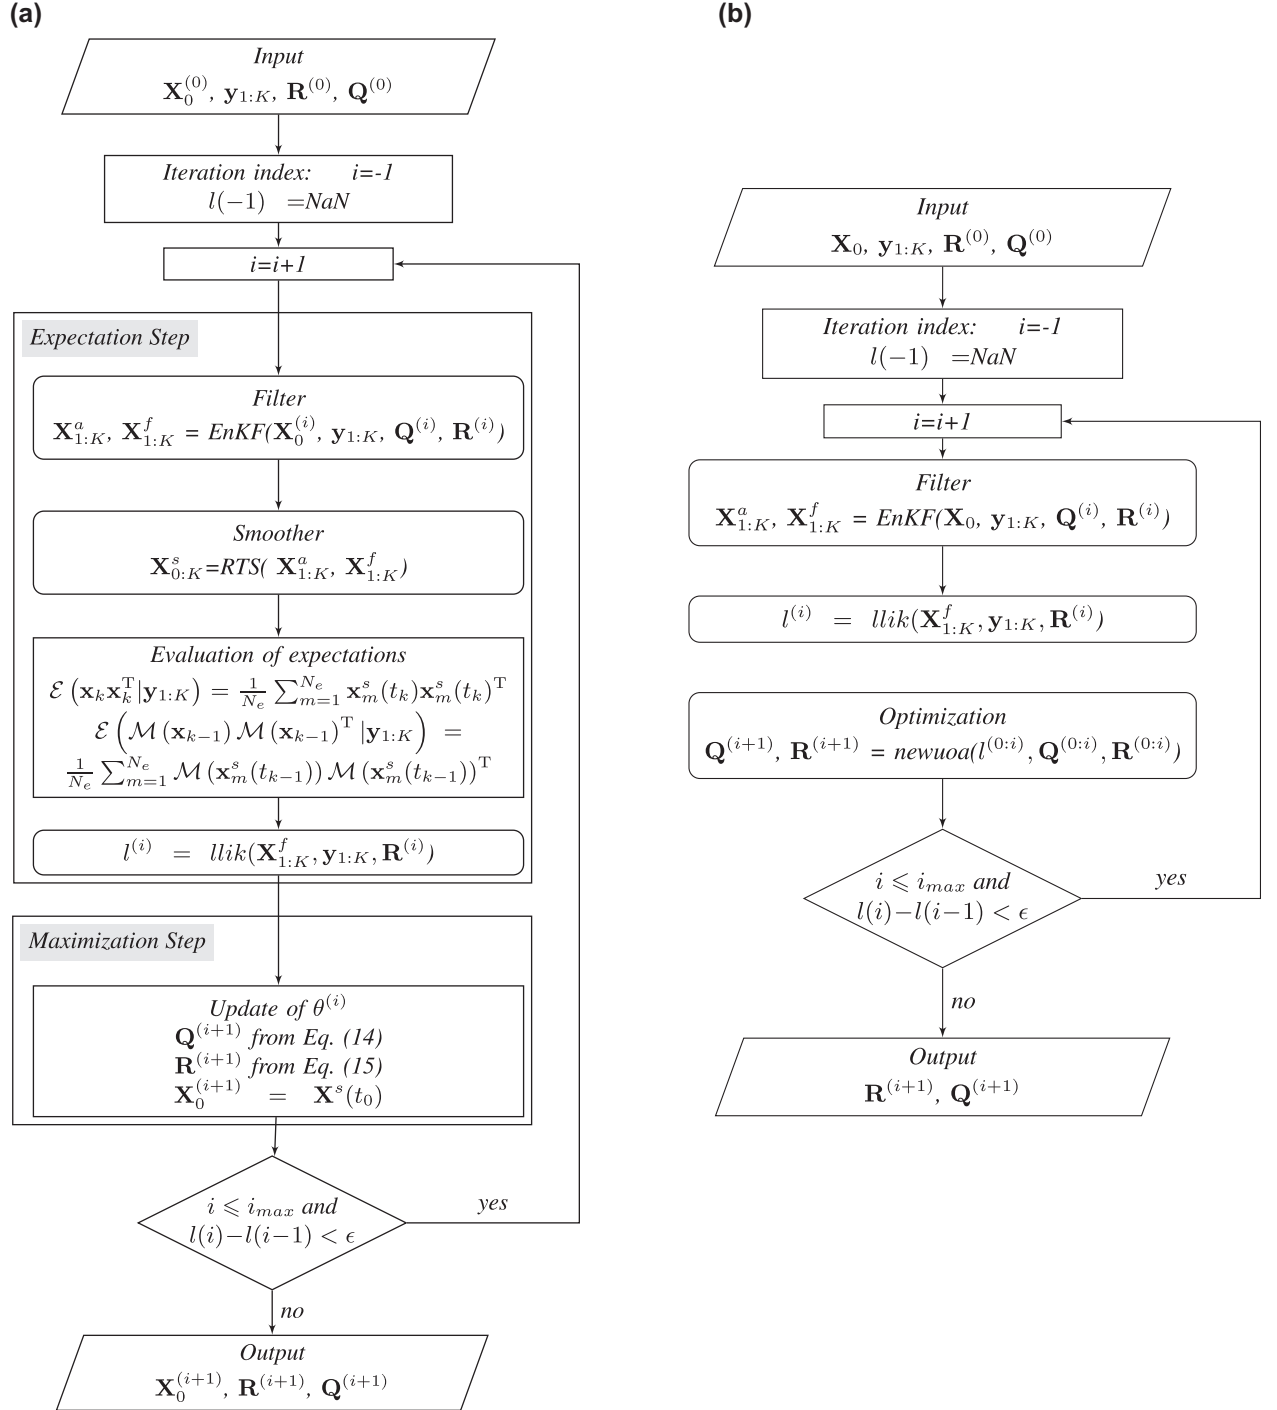 (a)
Input
X_0^{(0)}, y_{1:K}, R^{(0)}, Q^{(0)}
Iteration index: i=-1
l(−1) =NaN
i=i+1
Expectation Step
Filter
X^a_{1:K}, X^f_{1:K} = EnKF(X_0^{(i)}, y_{1:K}, Q^{(i)}, R^{(i)})
Smoother
X^s_{0:K}=RTS( X^a_{1:K}, X^f_{1:K})
Evaluation of expectations
ℰ (x_k x_k^T|y_{1:K}) = \frac{1}{N_e} ∑_{m=1}^{N_e} x^s_m(t_k)x^s_m(t_k)^T
ℰ (ℳ (x_{k−1}) ℳ (x_{k−1})^T |y_{1:K}) =
\frac{1}{N_e} ∑_{m=1}^{N_e} ℳ (x^s_m(t_{k−1})) ℳ (x^s_m(t_{k−1}))^T
l^{(i)} = llik(X^f_{1:K}, y_{1:K}, R^{(i)})
Maximization Step
Update of θ^{(i)}
Q^{(i+1)} from Eq. (14)
R^{(i+1)} from Eq. (15)
X_0^{(i+1)} = X^s(t_0)
i ⩽ i_{max} and
l(i)−l(i−1) < ϵ
yes
no
Output
X_0^{(i+1)}, R^{(i+1)}, Q^{(i+1)}
(b)
Input
X_0, y_{1:K}, R^{(0)}, Q^{(0)}
Iteration index: i=-1
l(−1) =NaN
i=i+1
Filter
X^a_{1:K}, X^f_{1:K} = EnKF(X_0, y_{1:K}, Q^{(i)}, R^{(i)})
l^{(i)} = llik(X^f_{1:K}, y_{1:K}, R^{(i)})
Optimization
Q^{(i+1)}, R^{(i+1)} = newuoa(l^{(0:i)}, Q^{(0:i)}, R^{(0:i)})
i ⩽ i_{max} and
l(i)−l(i−1) < ϵ
yes
no
Output
R^{(i+1)}, Q^{(i+1)}